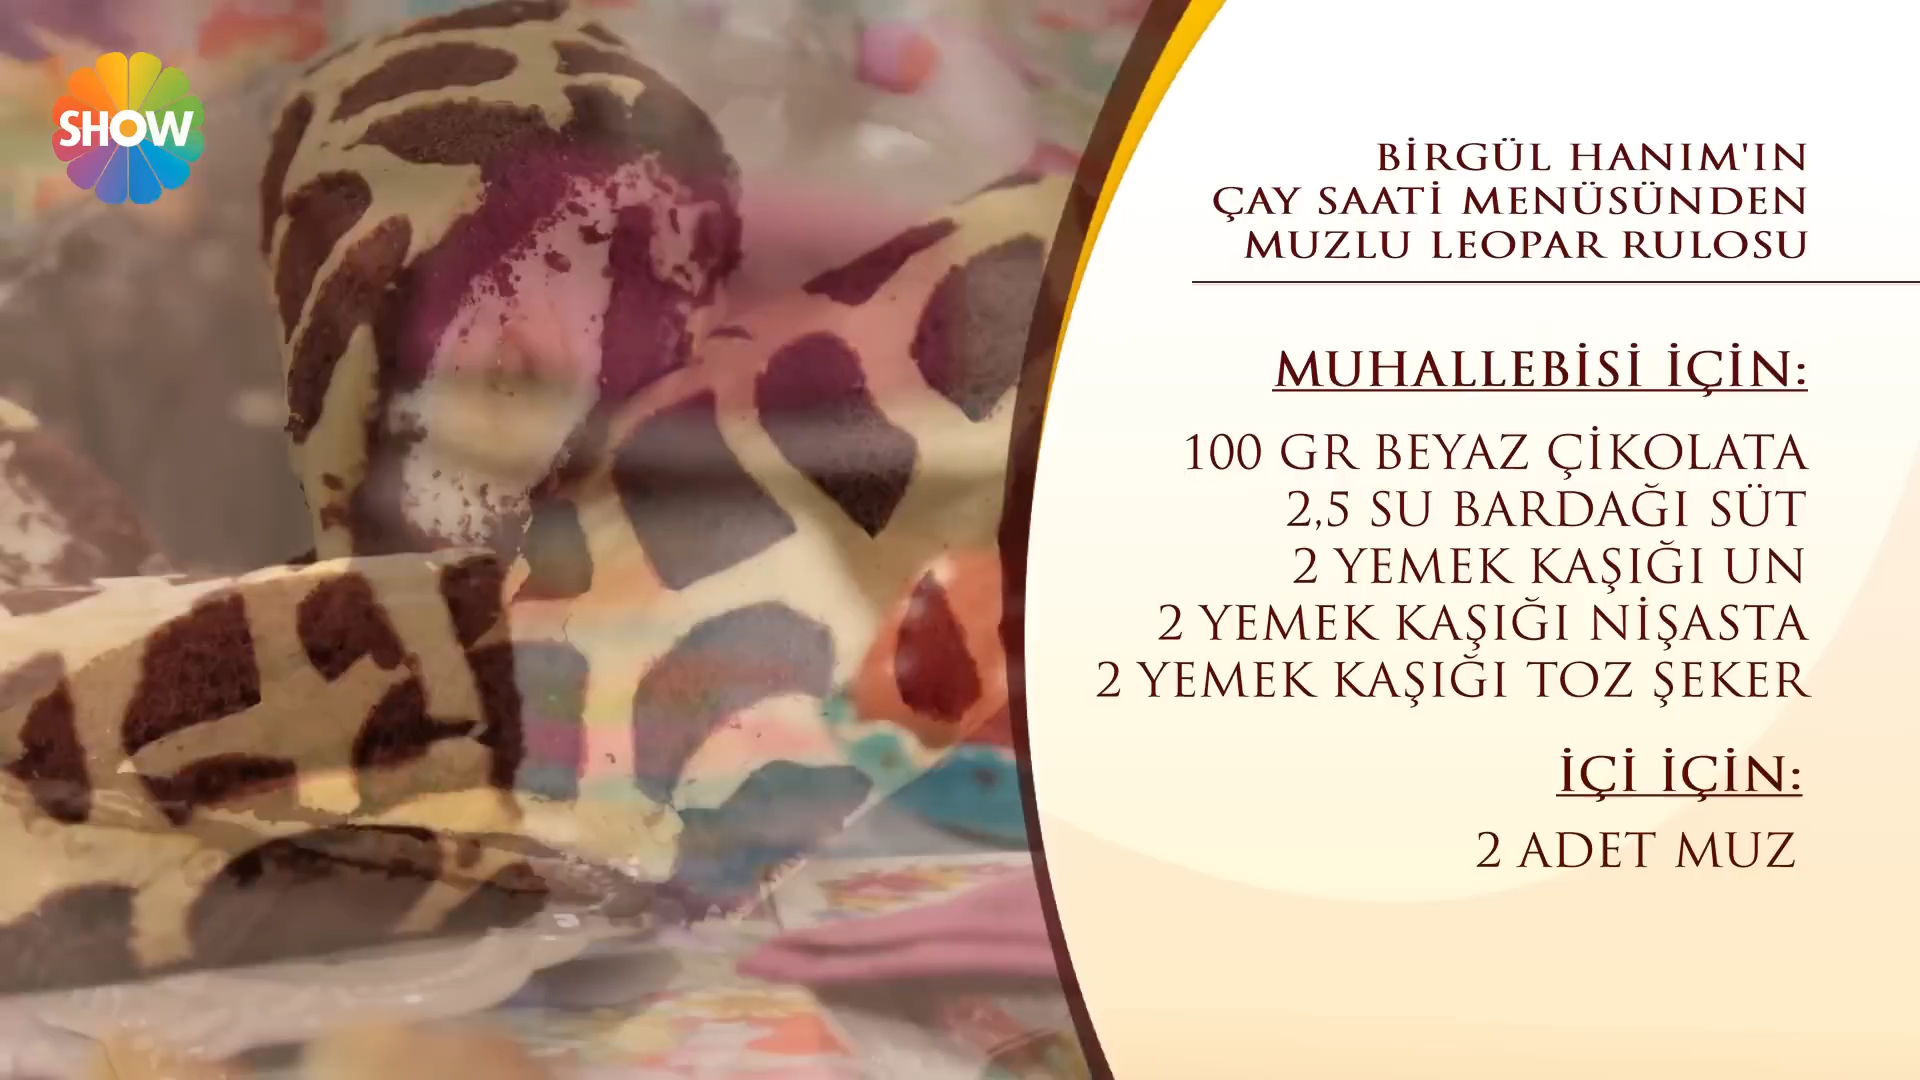 SHOW
BİRGÜL HANIM'IN
ÇAY SAATİ MENÜSÜNDEN
MUZLU LEOPAR RULOSU
MUHALLEBİSİ İÇİN:
100 GR BEYAZ ÇİKOLATA
2,5 SU BARDAĞI SÜT
2 YEMEK KAŞIĞI UN
2 YEMEK KAŞIĞI NİŞASTA
2 YEMEK KAŞIĞI TOZ ŞEKER
İÇİ İÇİN:
2 ADET MUZ